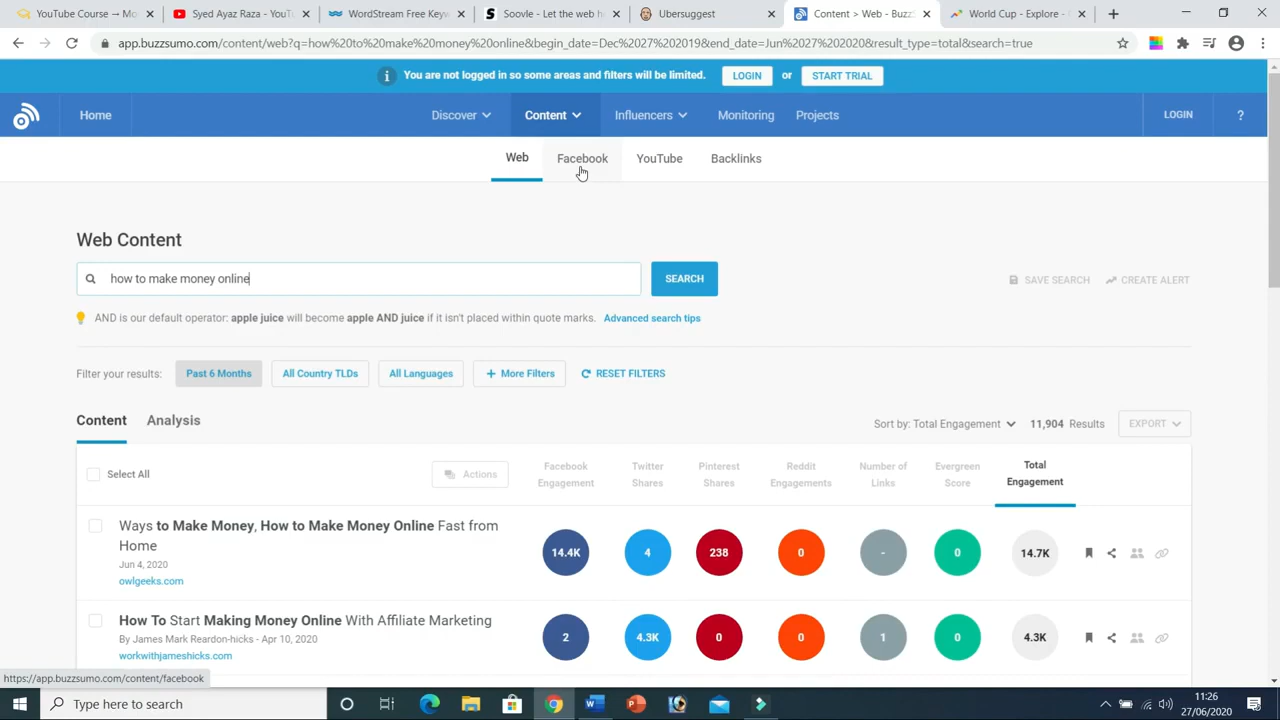 YouTube Course - Mo
Syed Ayaz Raza - YouT
WordStream Free Keyw
Soovle - Let the web h
Ubersuggest
Content > Web - BuzzS
World Cup - Explore - G
app.buzzsumo.com/content/web?q=how%20to%20make%20money%20online&begin_date=Dec%2027%202019&end_date=Jun%2027%202020&result_type=total&search=true
You are not logged in so some areas and filters will be limited. LOGIN or START TRIAL
Home Discover Content Influencers Monitoring Projects LOGIN ?
Web Facebook YouTube Backlinks
Web Content
how to make money online SEARCH SAVE SEARCH CREATE ALERT
AND is our default operator: apple juice will become apple AND juice if it isn't placed within quote marks. Advanced search tips
Filter your results: Past 6 Months All Country TLDs All Languages + More Filters RESET FILTERS
Content Analysis Sort by: Total Engagement 11,904 Results EXPORT
Select All Actions
Facebook Engagement
Twitter Shares
Pinterest Shares
Reddit Engagements
Number of Links
Evergreen Score
Total Engagement
Ways to Make Money, How to Make Money Online Fast from
Home
Jun 4, 2020
owlgeeks.com
14.4K 4 238 0 - 0 14.7K
How To Start Making Money Online With Affiliate Marketing
By James Mark Reardon-hicks - Apr 10, 2020
workwithjameshicks.com
2 4.3K 0 0 1 0 4.3K
https://app.buzzsumo.com/content/facebook
Type here to search
11:26
27/06/2020